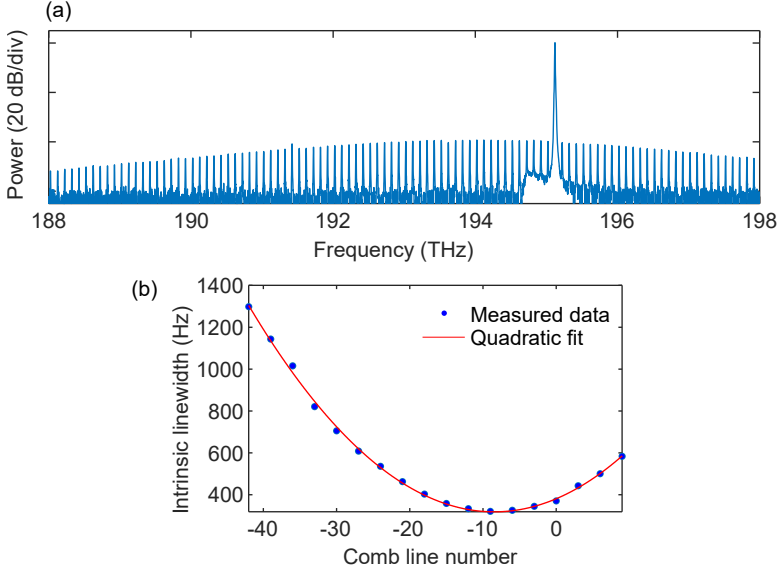 (a)
Power (20 dB/div)
188 190 192 194 196 198
Frequency (THz)
(b)
1400
1200
1000
800
600
400
Intrinsic linewidth (Hz)
Measured data
Quadratic fit
-40 -30 -20 -10 0
Comb line number